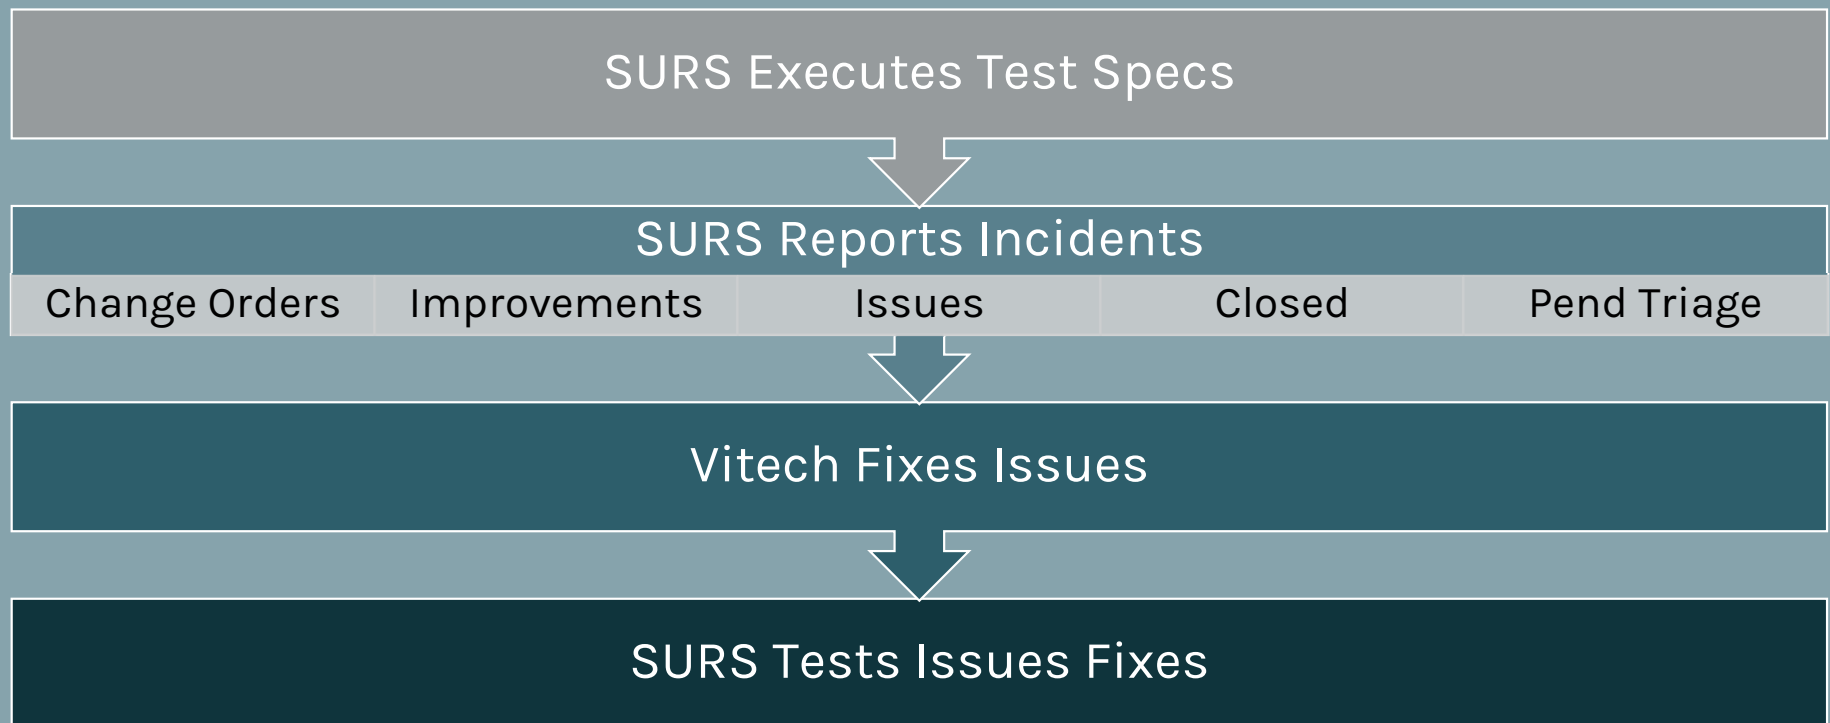 SURS Executes Test Specs
SURS Reports Incidents
Change Orders
Improvements
Issues
Closed
Pend Triage
Vitech Fixes Issues
SURS Tests Issues Fixes